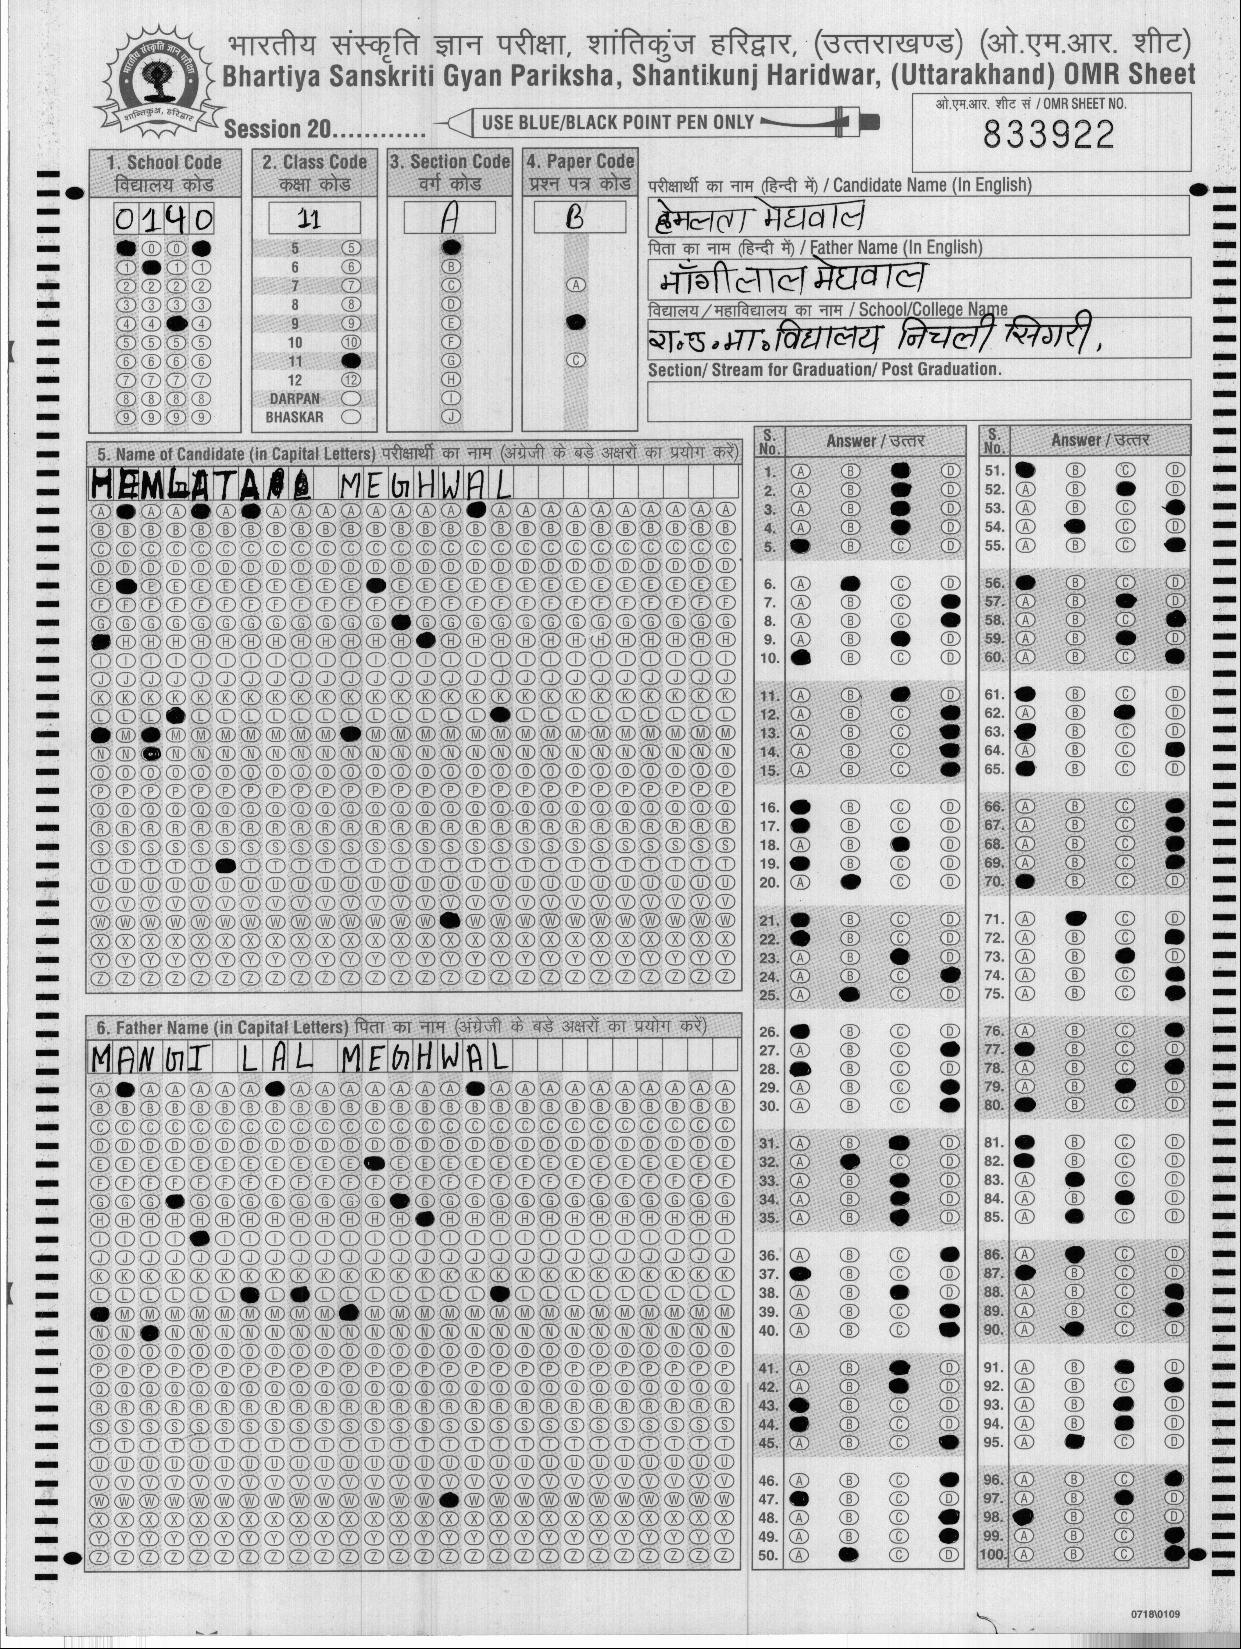 भारतीय संस्कृति ज्ञान परीक्षा, शांतिकुंज हरिद्वार, (उत्तराखण्ड) (ओ.एम.आर. शीट)
Bhartiya Sanskriti Gyan Pariksha, Shantikunj Haridwar, (Uttarakhand) OMR Sheet
Session 20............
USE BLUE/BLACK POINT PEN ONLY
ओ.एम.आर. शीट सं / OMR SHEET NO.
833922
1. School Code
विद्यालय कोड
0140
2. Class Code
कक्षा कोड
11
5
6
7
8
9
10
11
12
DARPAN
BHASKAR
3. Section Code
वर्ग कोड
A
4. Paper Code
प्रश्न पत्र कोड
B
परीक्षार्थी का नाम (हिन्दी में) / Candidate Name (In English)
हेमलता मेघवाल
पिता का नाम (हिन्दी में) / Father Name (In English)
माँगीलाल मेघवाल
विद्यालय/महाविद्यालय का नाम / School/College Name
रा.उ.मा. विद्यालय निचली सिगरी,
Section/ Stream for Graduation/ Post Graduation.
5. Name of Candidate (in Capital Letters) परीक्षार्थी का नाम (अंग्रेजी के बड़े अक्षरों का प्रयोग करें)
HEMLATA MEGHWAL
6. Father Name (in Capital Letters) पिता का नाम (अंग्रेजी के बड़े अक्षरों का प्रयोग करें)
MANGI LAL MEGHWAL
S. No. Answer / उत्तर
S. No. Answer / उत्तर
0718\0109